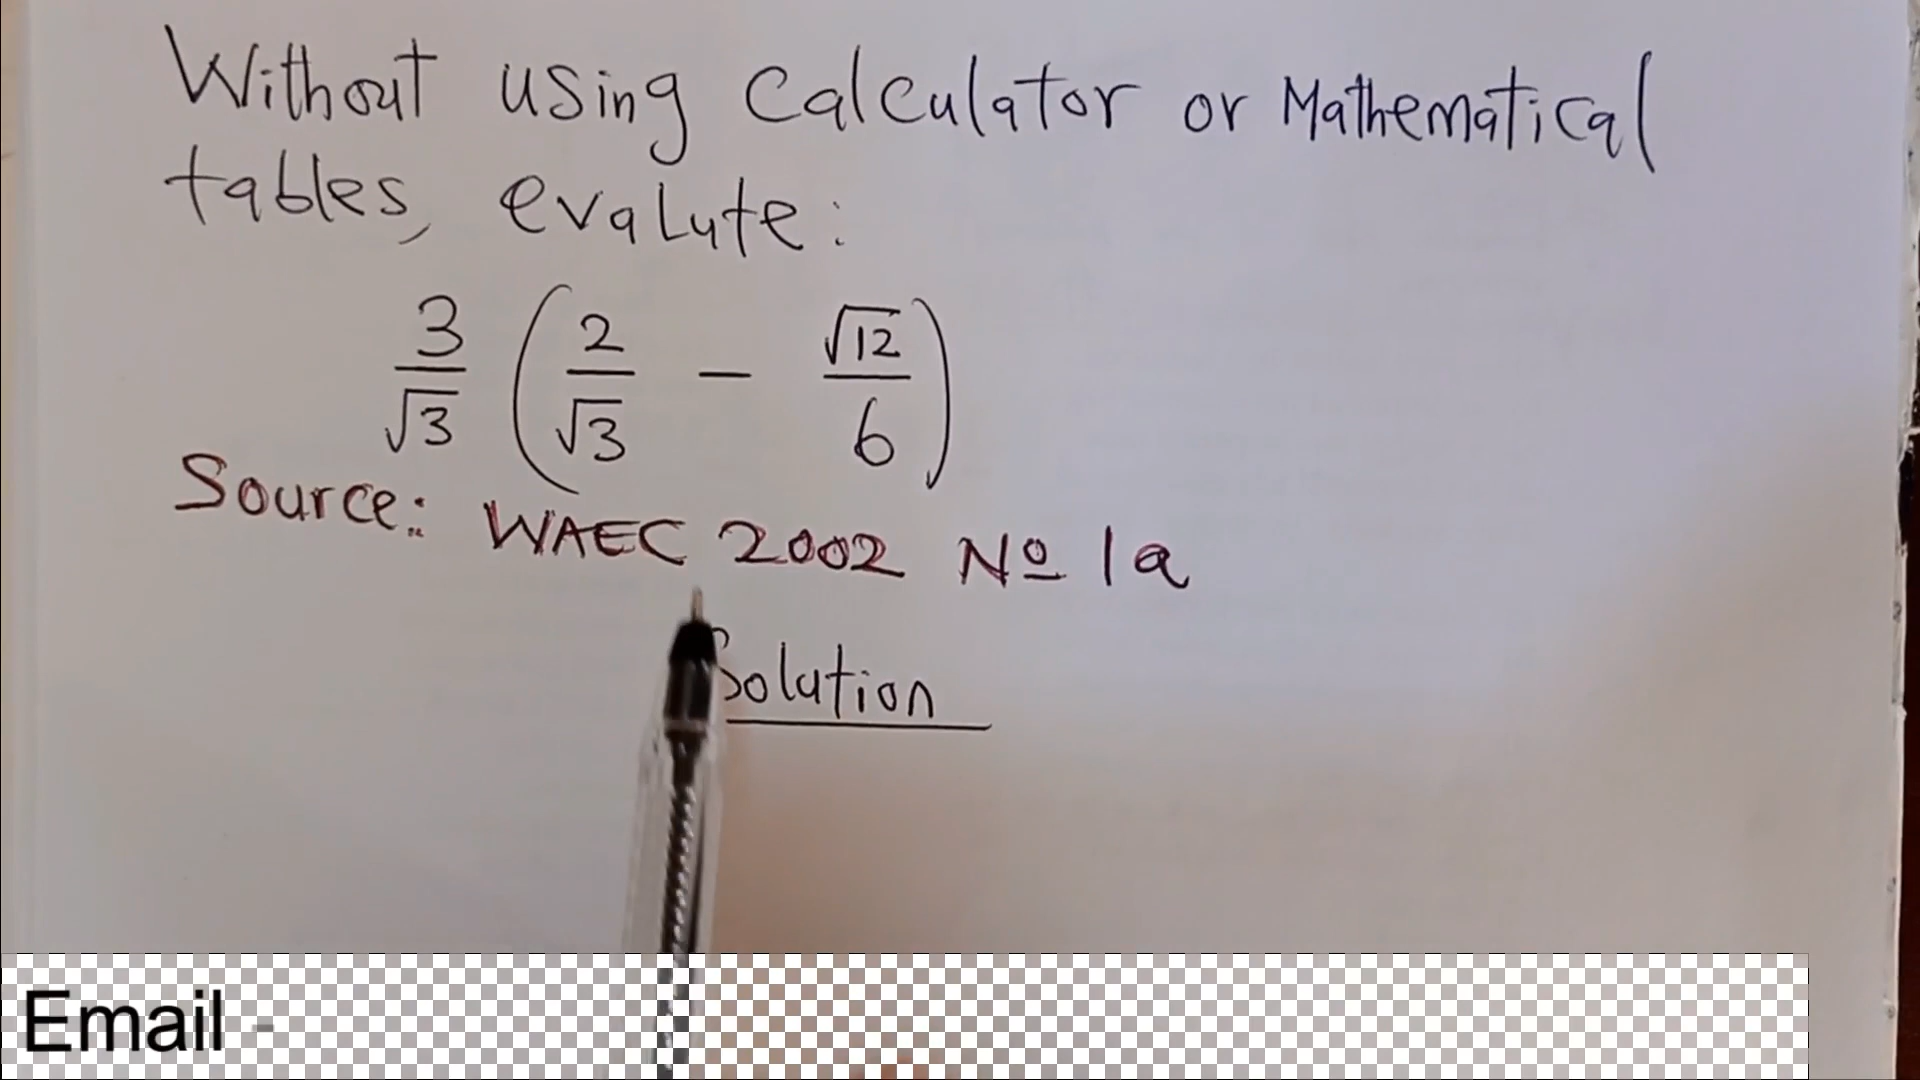 Without using Calculator or Mathematical
tables, evalute:
3/√3 (2/√3 - √12/6)
Source: WAEC 2002 No 1a
Solution
Email -